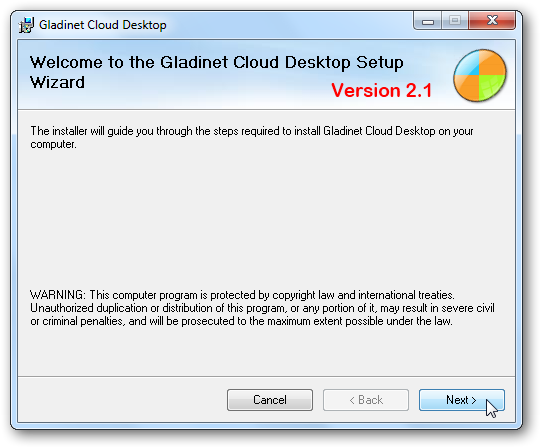 Gladinet Cloud Desktop
Welcome to the Gladinet Cloud Desktop Setup
Wizard
Version 2.1
The installer will guide you through the steps required to install Gladinet Cloud Desktop on your
computer.
WARNING: This computer program is protected by copyright law and international treaties.
Unauthorized duplication or distribution of this program, or any portion of it, may result in severe civil
or criminal penalties, and will be prosecuted to the maximum extent possible under the law.
Cancel
< Back
Next >